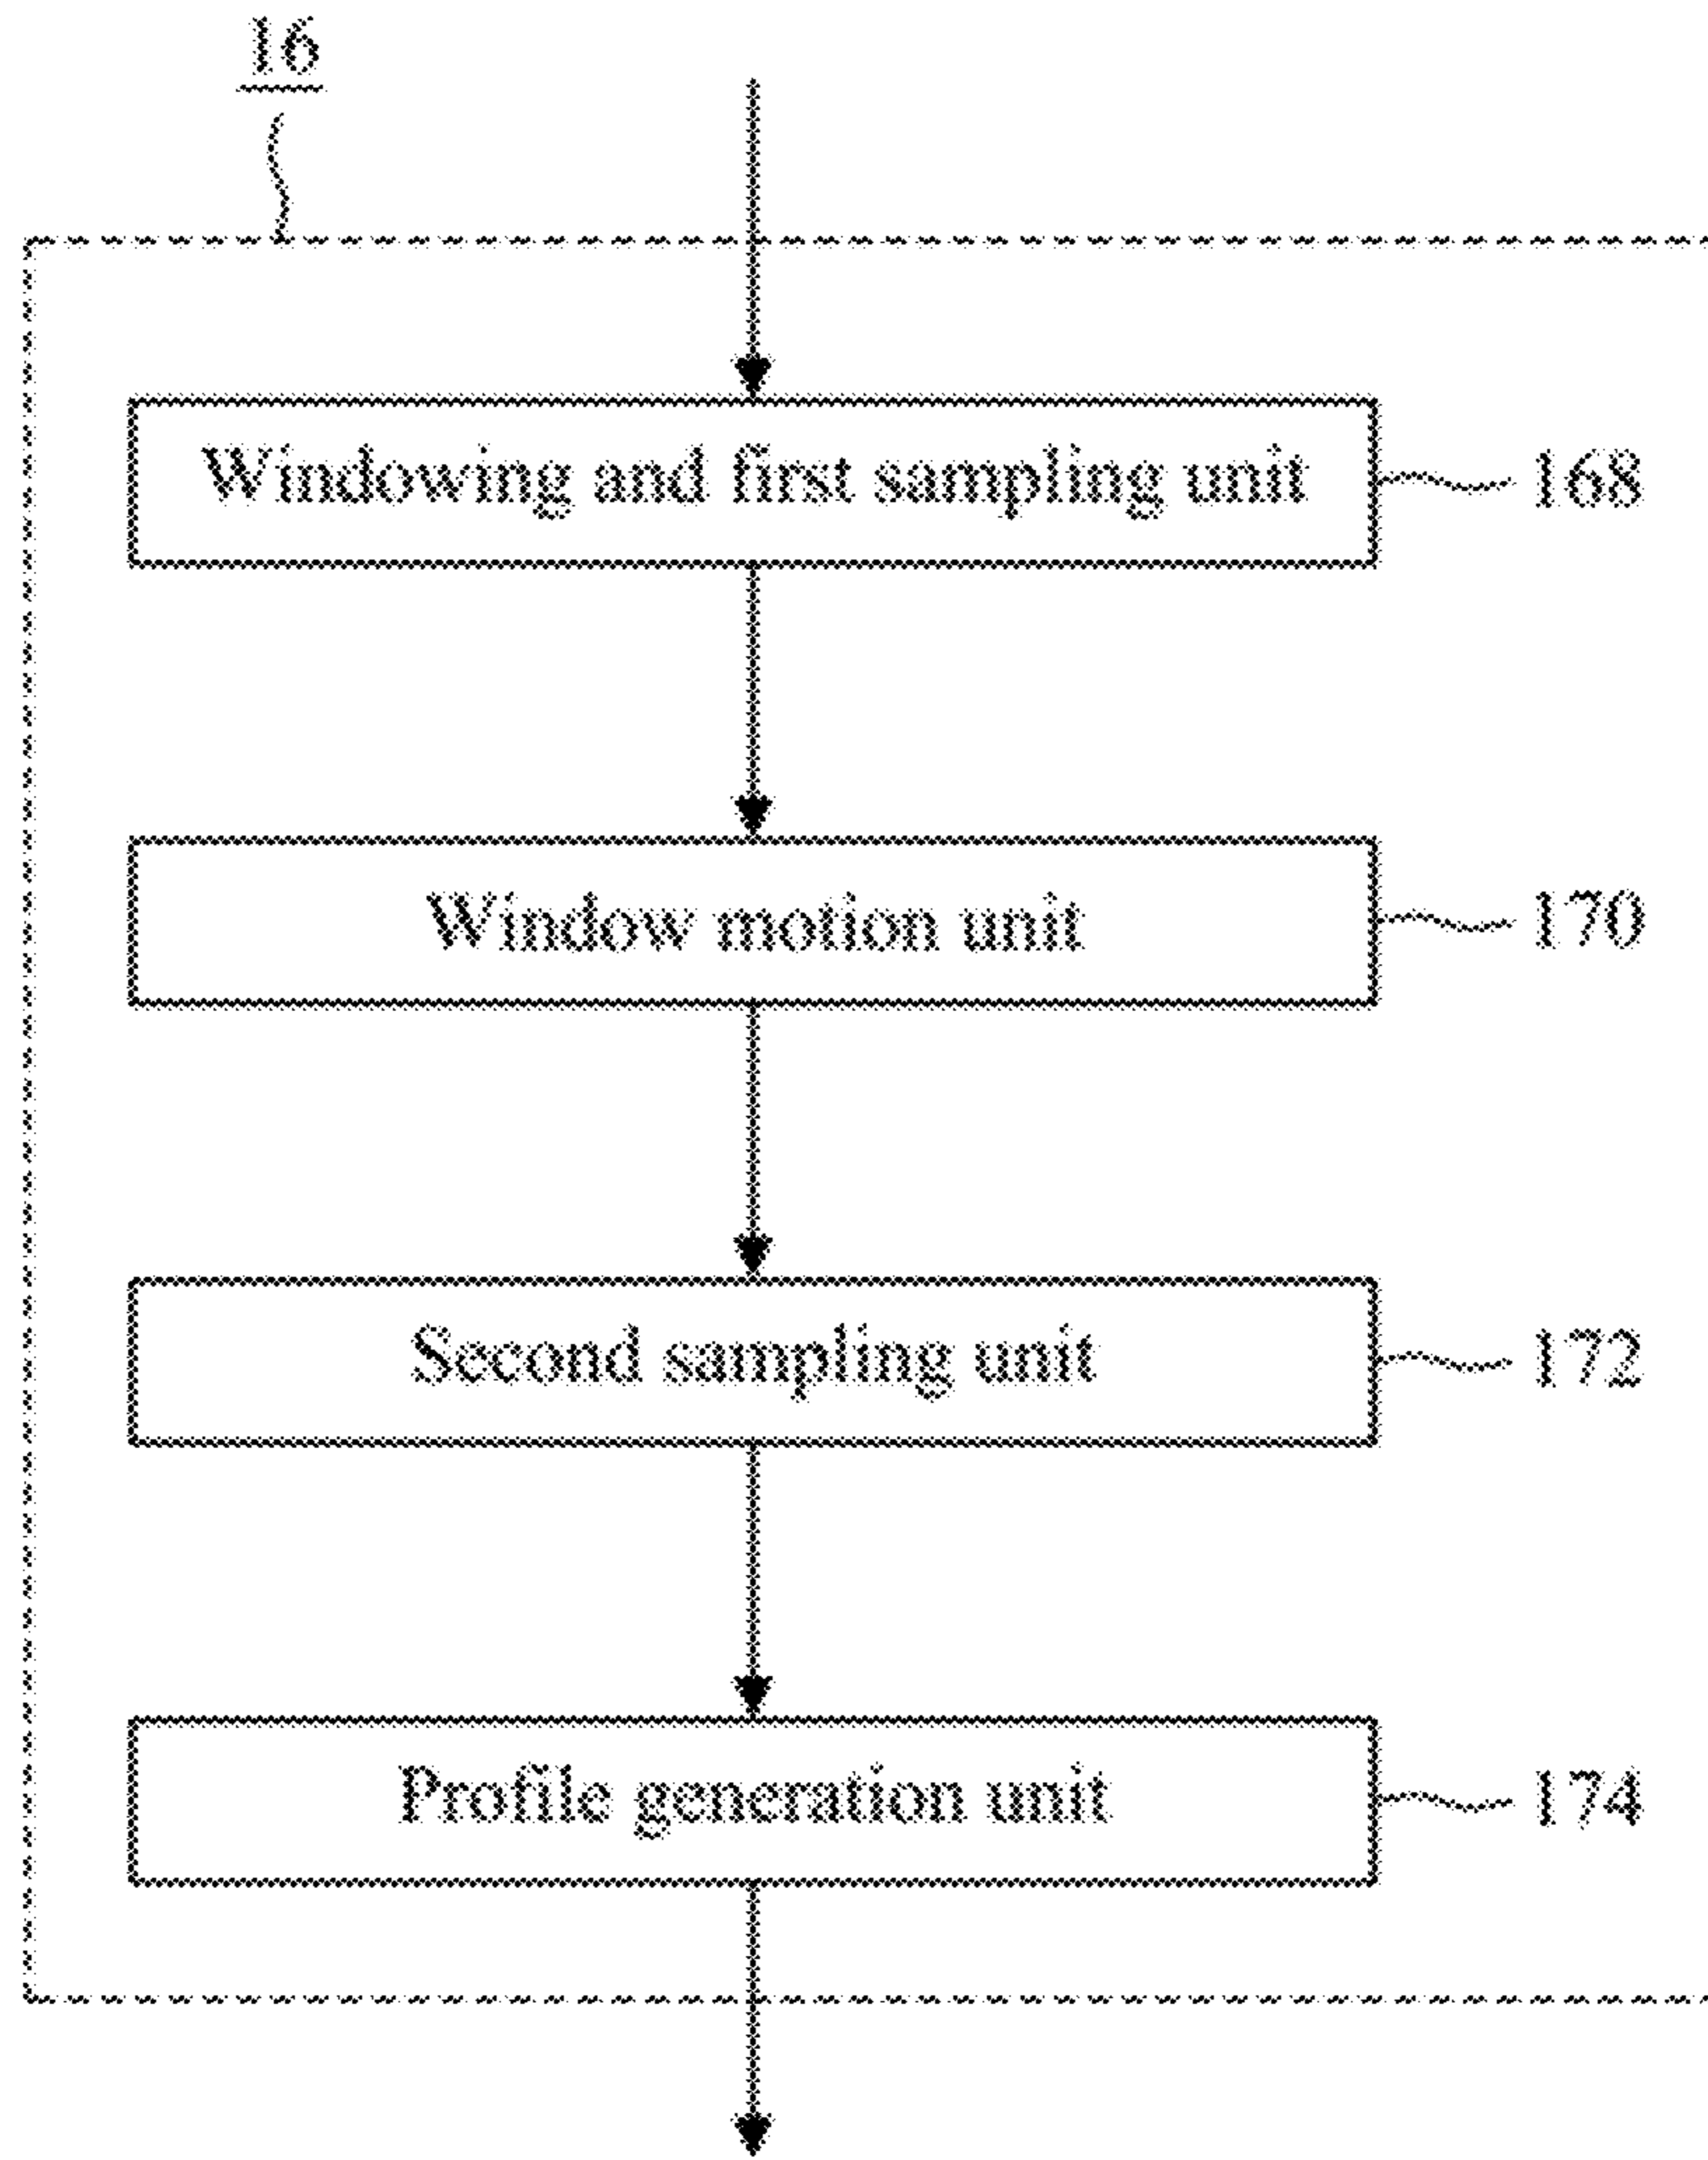 16
Windowing and first sampling unit 168
Window motion unit 170
Second sampling unit 172
Profile generation unit 174